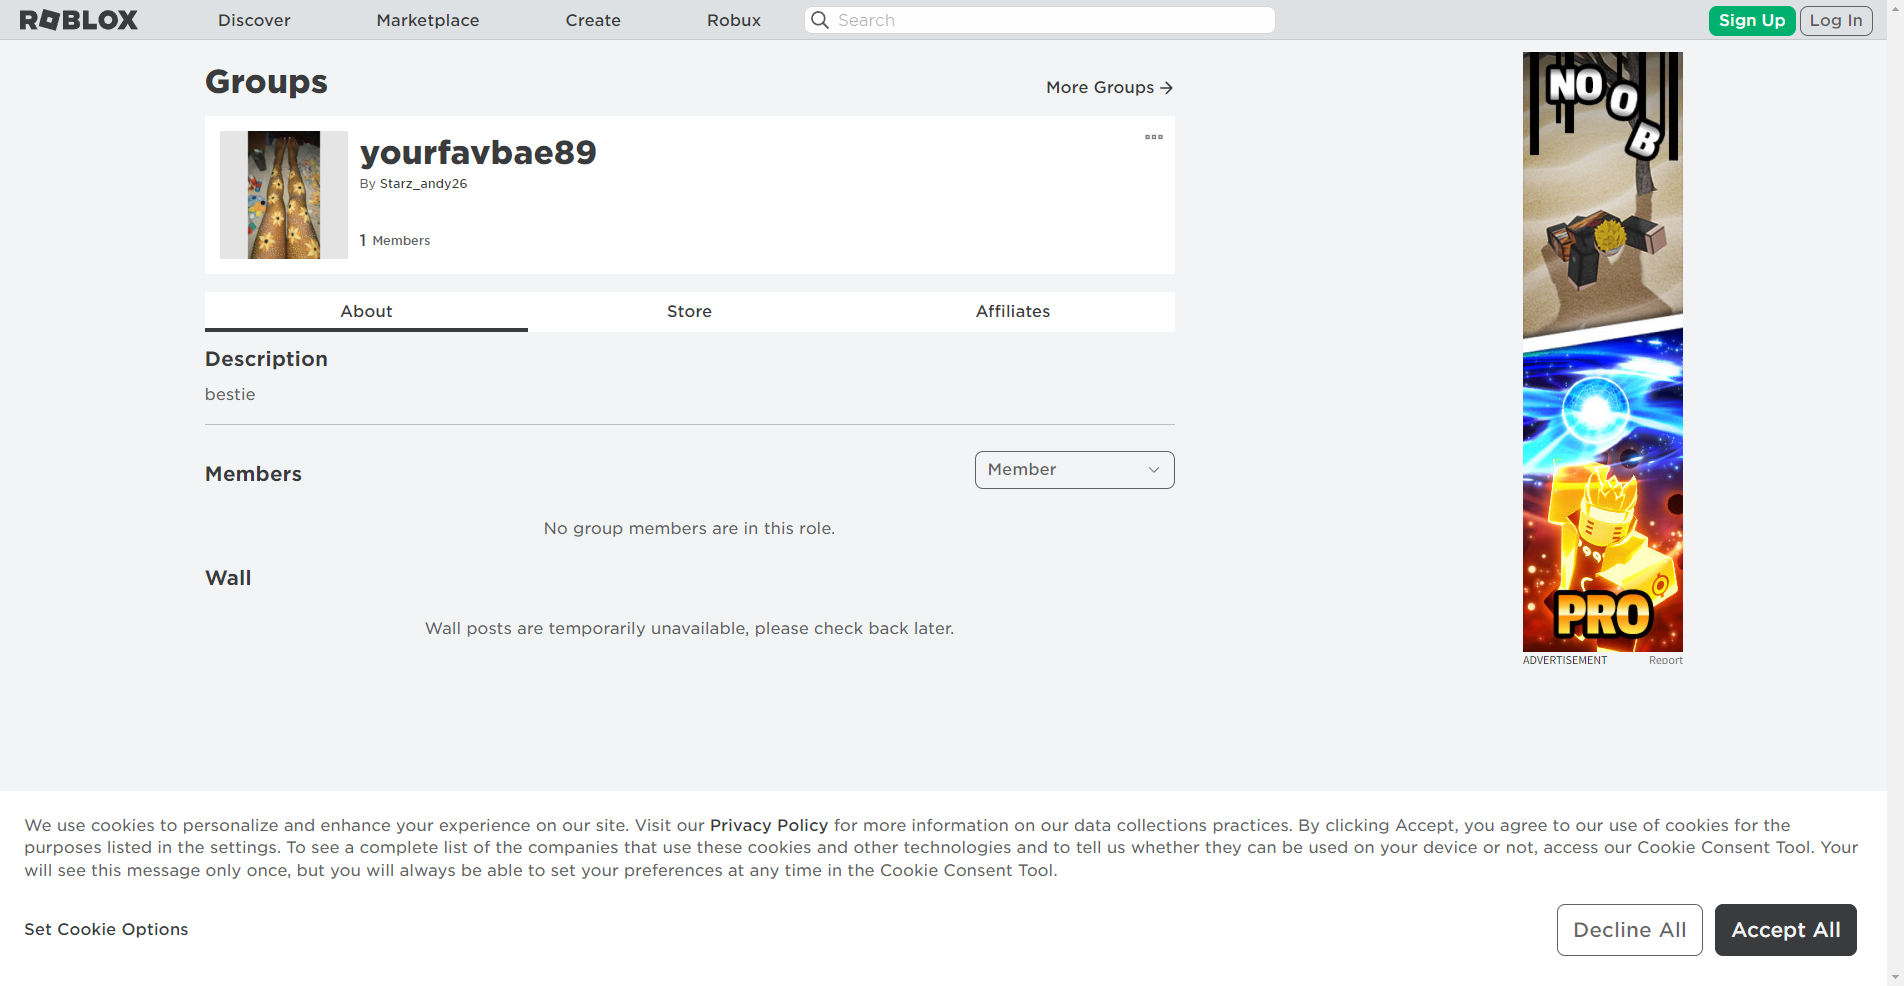 ROBLOX
Discover
Marketplace
Create
Robux
Search
Sign Up
Log In
Groups
More Groups
yourfavbae89
By Starz_andy26
1 Members
About
Store
Affiliates
Description
bestie
Members
Member
No group members are in this role.
Wall
Wall posts are temporarily unavailable, please check back later.
NOOB
PRO
ADVERTISEMENT
Report
We use cookies to personalize and enhance your experience on our site. Visit our Privacy Policy for more information on our data collections practices. By clicking Accept, you agree to our use of cookies for the
purposes listed in the settings. To see a complete list of the companies that use these cookies and other technologies and to tell us whether they can be used on your device or not, access our Cookie Consent Tool. Your
will see this message only once, but you will always be able to set your preferences at any time in the Cookie Consent Tool.
Set Cookie Options
Decline All
Accept All